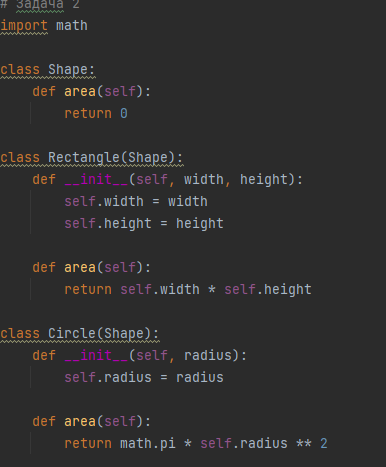 # Задача 2
import math
class Shape:
    def area(self):
        return 0
class Rectangle(Shape):
    def __init__(self, width, height):
        self.width = width
        self.height = height
    def area(self):
        return self.width * self.height
class Circle(Shape):
    def __init__(self, radius):
        self.radius = radius
    def area(self):
        return math.pi * self.radius ** 2